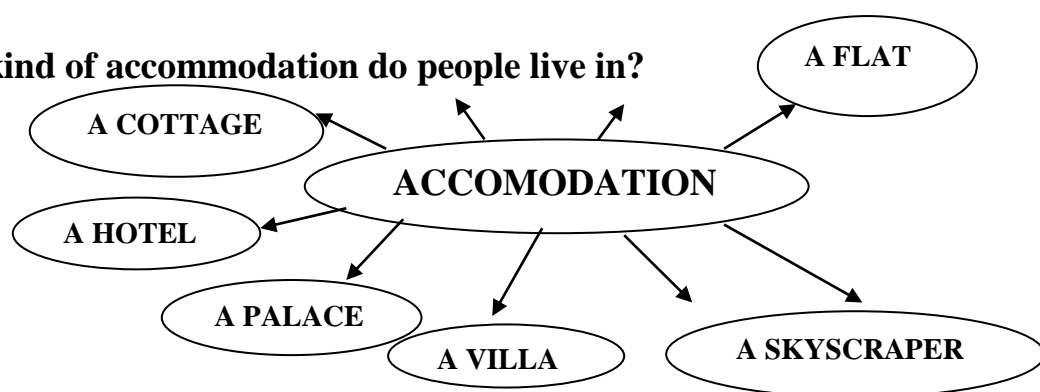 kind of accommodation do people live in?
A FLAT
A COTTAGE
ACCOMODATION
A HOTEL
A PALACE
A VILLA
A SKYSCRAPER